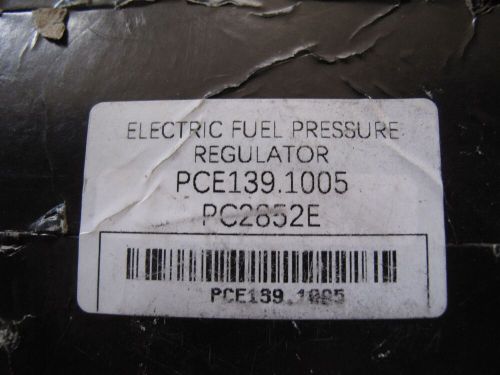 ELECTRIC FUEL PRESSURE
REGULATOR
PCE139.1005
PC2852E
PCE139.1005